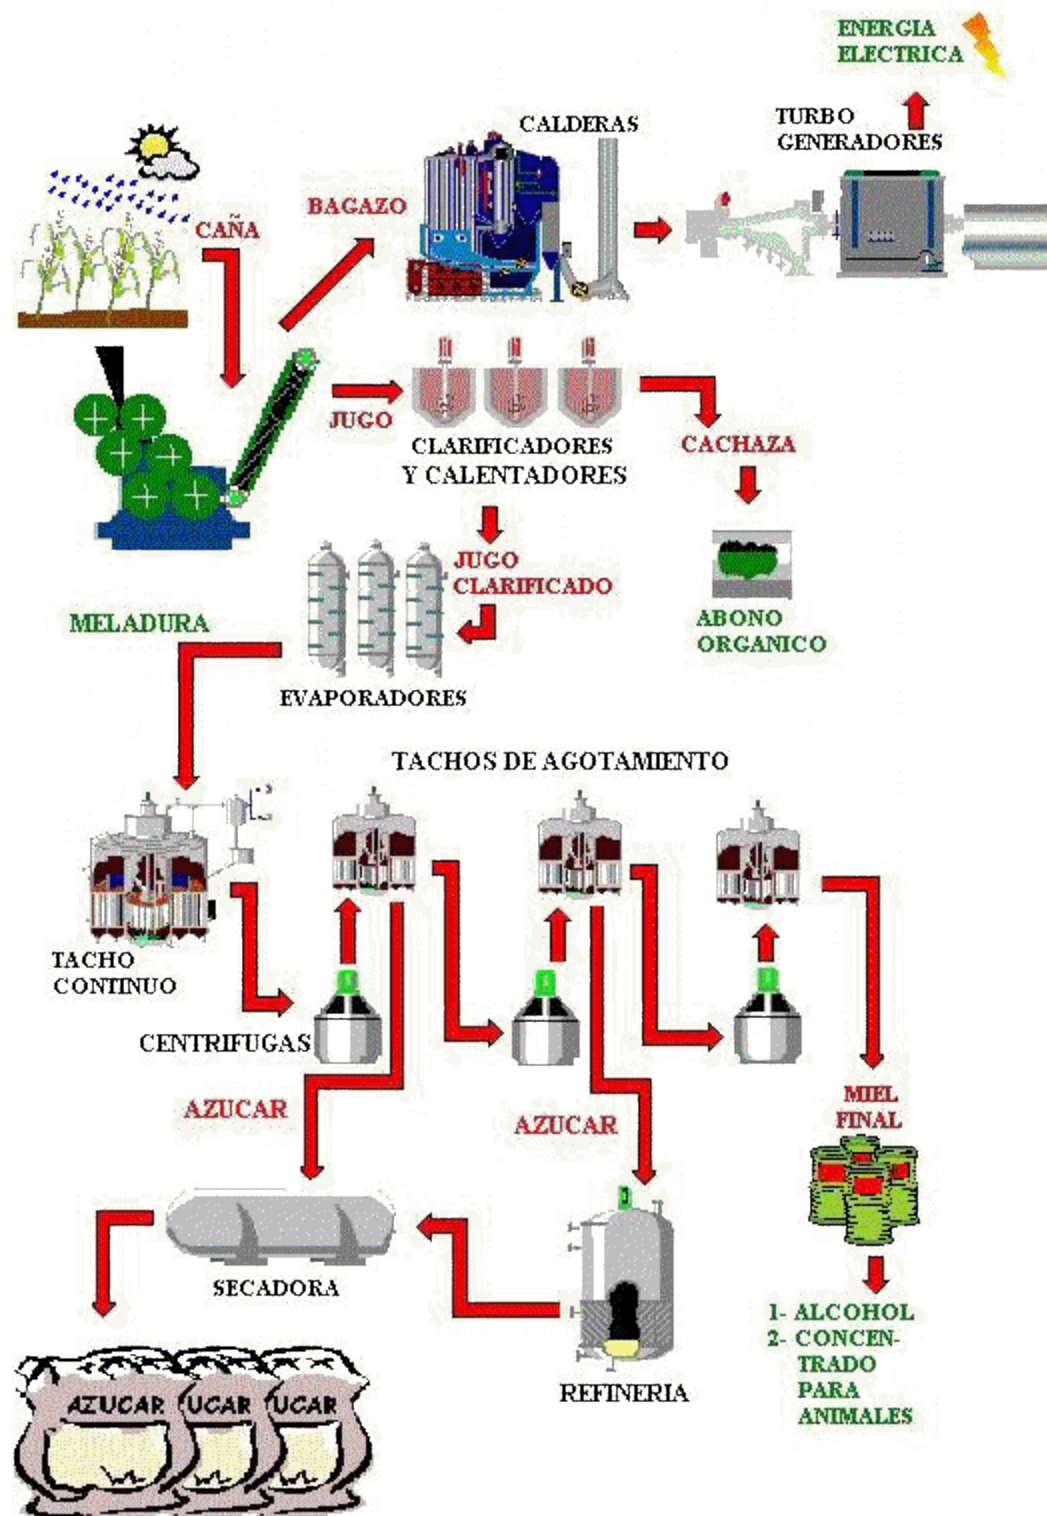 ENERGIA
ELECTRICA
TURBO
GENERADORES
CALDERAS
BAGAZO
CAÑA
JUGO
CLARIFICADORES
Y CALENTADORES
CACHAZA
JUGO
CLARIFICADO
ABONO
ORGANICO
MELADURA
EVAPORADORES
TACHOS DE AGOTAMIENTO
TACHO
CONTINUO
CENTRIFUGAS
AZUCAR
AZUCAR
MIEL
FINAL
SECADORA
REFINERIA
1- ALCOHOL
2- CONCEN-
TRADO
PARA
ANIMALES
AZUCAR UCAR UCAR